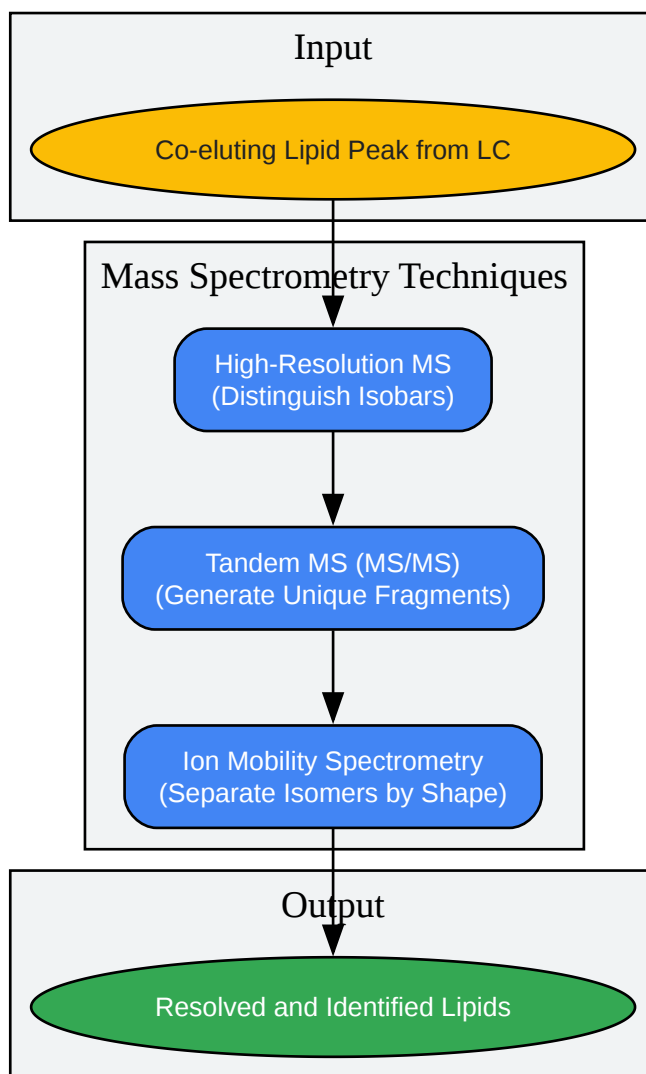 Input
Co-eluting Lipid Peak from LC
Mass Spectrometry Techniques
High-Resolution MS
(Distinguish Isobars)
Tandem MS (MS/MS)
(Generate Unique Fragments)
Ion Mobility Spectrometry
(Separate Isomers by Shape)
Output
Resolved and Identified Lipids